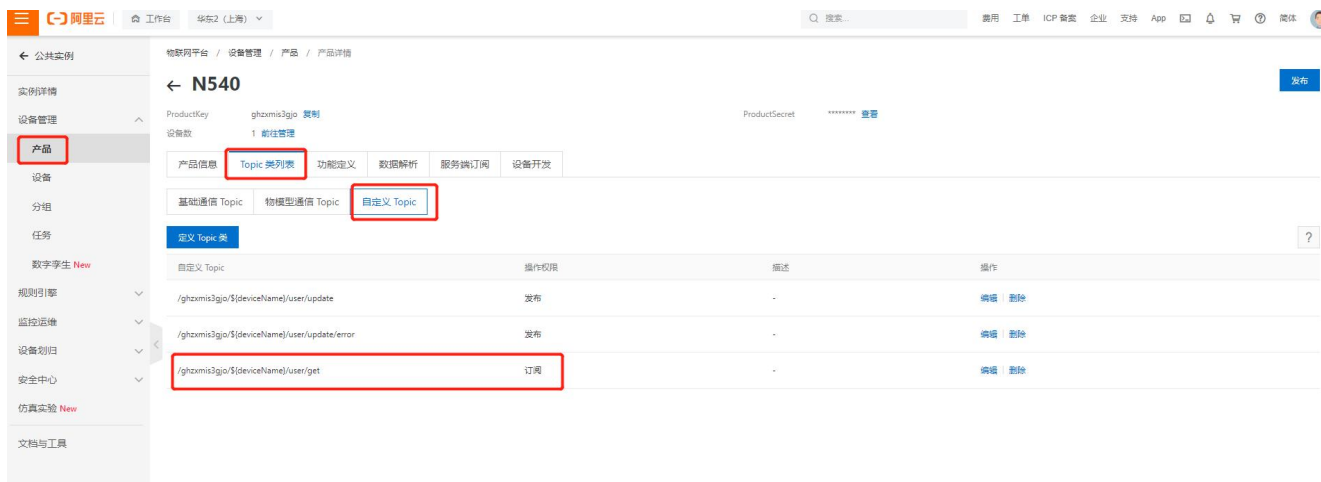 阿里云 工作台 华东2 (上海) 搜索... 费用 工单 ICP 备案 企业 支持 App 简体
公共实例
物联网平台 / 设备管理 / 产品 / 产品详情
实例详情
设备管理
产品
设备
分组
任务
数字孪生 New
规则引擎
监控运维
设备划归
安全中心
仿真实验 New
文档与工具
← N540
发布
ProductKey ghzxmis3gjo 复制 ProductSecret ******** 查看
设备数 1 前往管理
产品信息 Topic 类列表 功能定义 数据解析 服务端订阅 设备开发
基础通信 Topic 物模型通信 Topic 自定义 Topic
定义 Topic 类 ?
自定义 Topic 操作权限 描述 操作
/ghzxmis3gjo/${deviceName}/user/update 发布 - 编辑 删除
/ghzxmis3gjo/${deviceName}/user/update/error 发布 - 编辑 删除
/ghzxmis3gjo/${deviceName}/user/get 订阅 - 编辑 删除